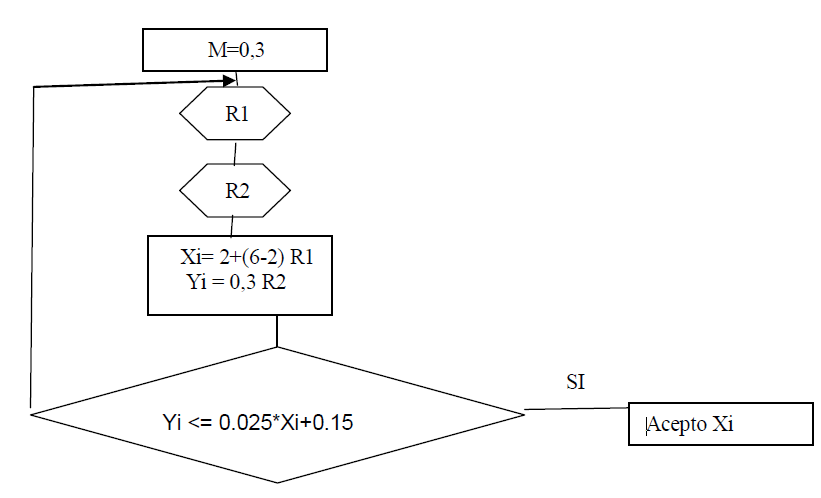 M=0,3
R1
R2
Xi= 2+(6-2) R1
Yi = 0,3 R2
SI
Yi <= 0.025*Xi+0.15
Acepto Xi